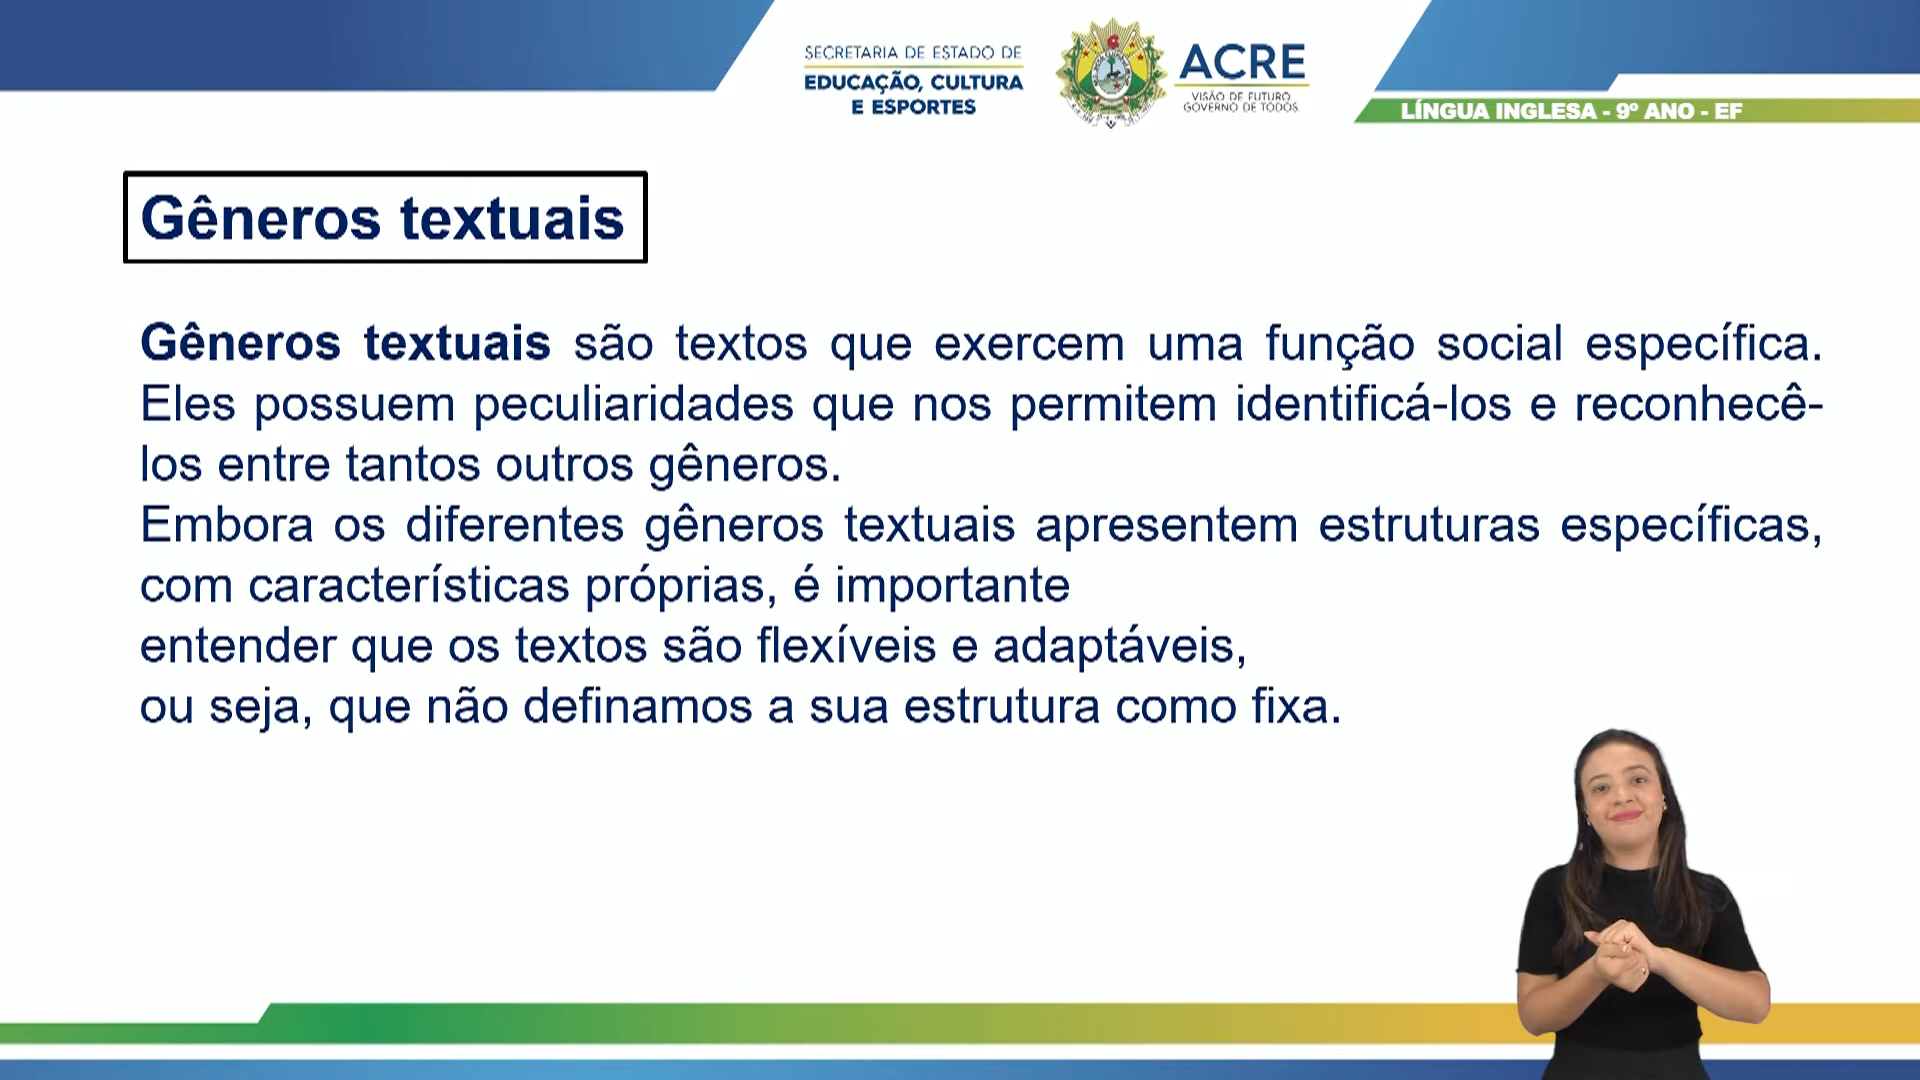 SECRETARIA DE ESTADO DE
EDUCAÇÃO, CULTURA
E ESPORTES
ACRE
VISÃO DE FUTURO
GOVERNO DE TODOS
LÍNGUA INGLESA - 9º ANO - EF
Gêneros textuais
Gêneros textuais são textos que exercem uma função social específica.
Eles possuem peculiaridades que nos permitem identificá-los e reconhecê-
los entre tantos outros gêneros.
Embora os diferentes gêneros textuais apresentem estruturas específicas,
com características próprias, é importante
entender que os textos são flexíveis e adaptáveis,
ou seja, que não definamos a sua estrutura como fixa.